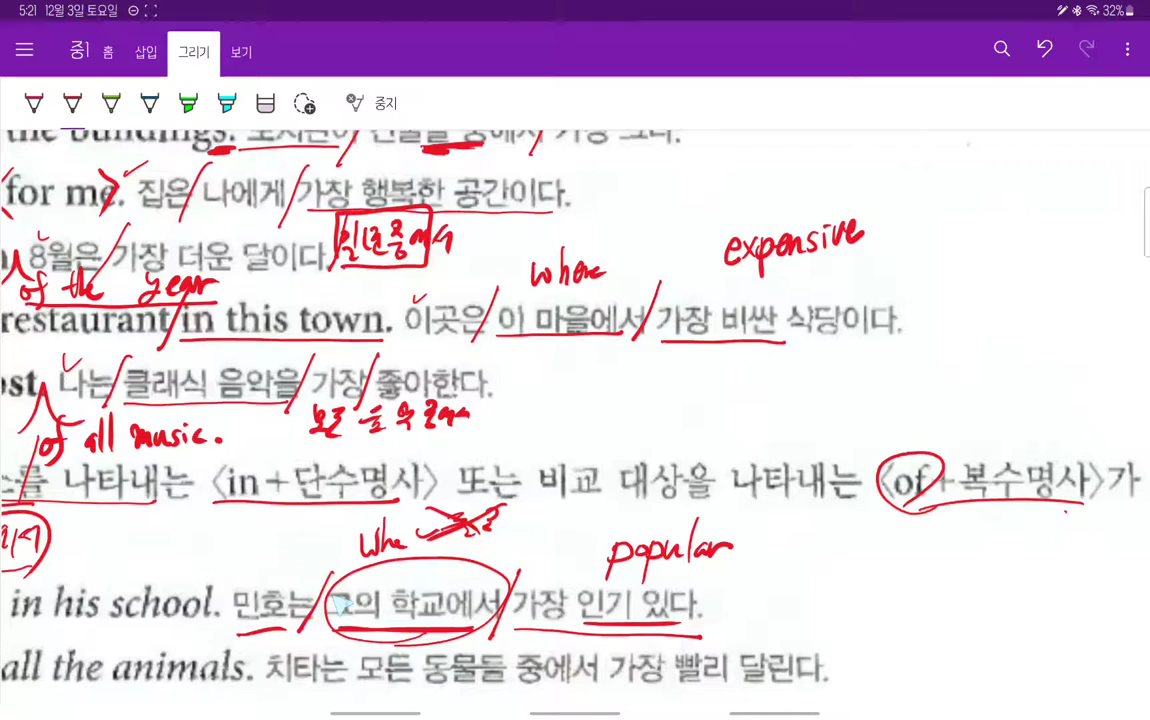 5:21 12월 3일 토요일 32%
중1 홈 삽입 그리기 보기
중지
the buildings. 도서관이 건물들 중에서 가장 크다.
for me. 집은 나에게 가장 행복한 공간이다.
8월은 가장 더운 달이다. 일년중에서
expensive
of the year
where
restaurant in this town. 이곳은 이 마을에서 가장 비싼 식당이다.
ost. 나는 클래식 음악을 가장 좋아한다.
of all music. 모든 음악 중에서
를 나타내는 〈in+단수명사〉 또는 비교 대상을 나타내는 〈of+복수명사〉가
whe
popular
in his school. 민호는 그의 학교에서 가장 인기 있다.
all the animals. 치타는 모든 동물들 중에서 가장 빨리 달린다.